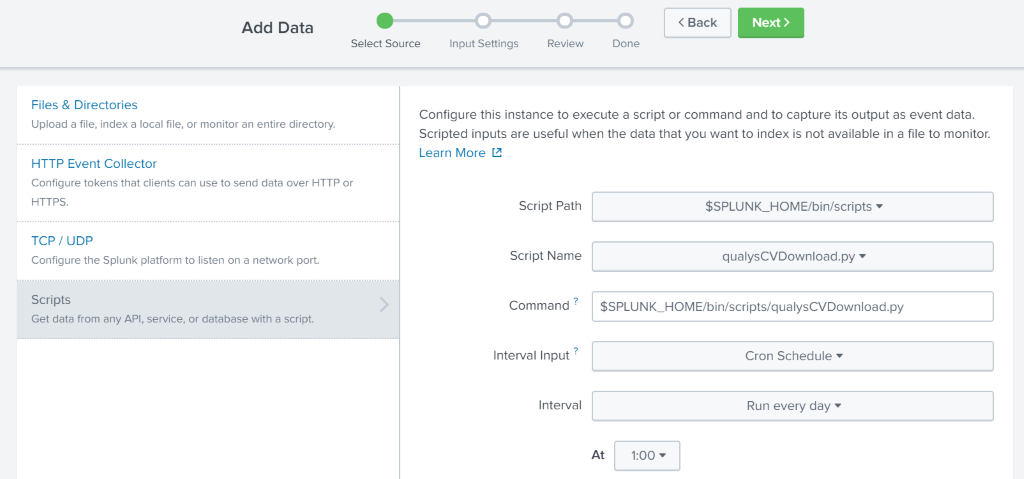 Add Data
Select Source
Input Settings
Review
Done
< Back
Next >
Files & Directories
Upload a file, index a local file, or monitor an entire directory.
HTTP Event Collector
Configure tokens that clients can use to send data over HTTP or
HTTPS.
TCP / UDP
Configure the Splunk platform to listen on a network port.
Scripts
Get data from any API, service, or database with a script.
Configure this instance to execute a script or command and to capture its output as event data.
Scripted inputs are useful when the data that you want to index is not available in a file to monitor.
Learn More
Script Path
$SPLUNK_HOME/bin/scripts
Script Name
qualysCVDownload.py
Command ?
$SPLUNK_HOME/bin/scripts/qualysCVDownload.py
Interval Input ?
Cron Schedule
Interval
Run every day
At
1:00